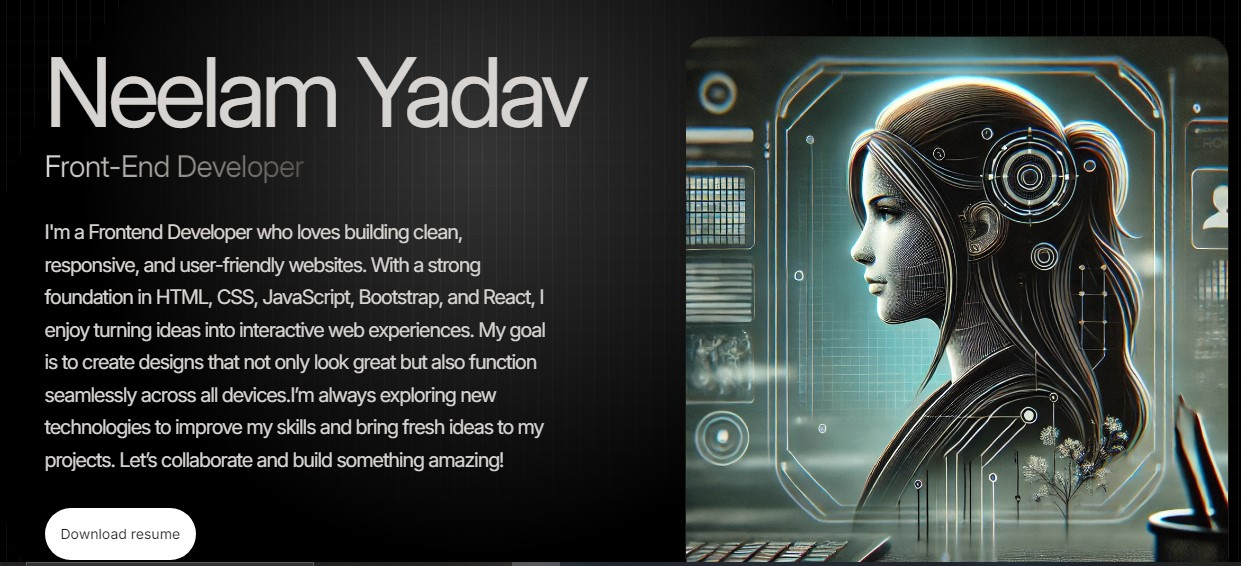 Neelam Yadav
Front-End Developer
I'm a Frontend Developer who loves building clean,
responsive, and user-friendly websites. With a strong
foundation in HTML, CSS, JavaScript, Bootstrap, and React, I
enjoy turning ideas into interactive web experiences. My goal
is to create designs that not only look great but also function
seamlessly across all devices.I’m always exploring new
technologies to improve my skills and bring fresh ideas to my
projects. Let’s collaborate and build something amazing!
Download resume